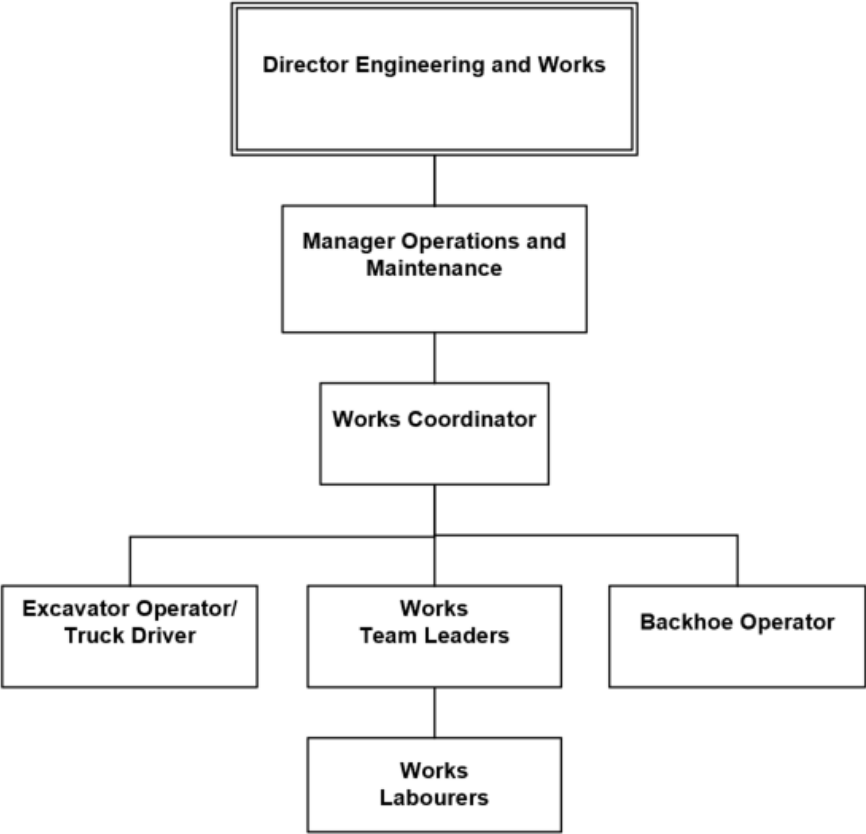 Director Engineering and Works
Manager Operations and
Maintenance
Works Coordinator
Excavator Operator/
Truck Driver
Works
Team Leaders
Backhoe Operator
Works
Labourers